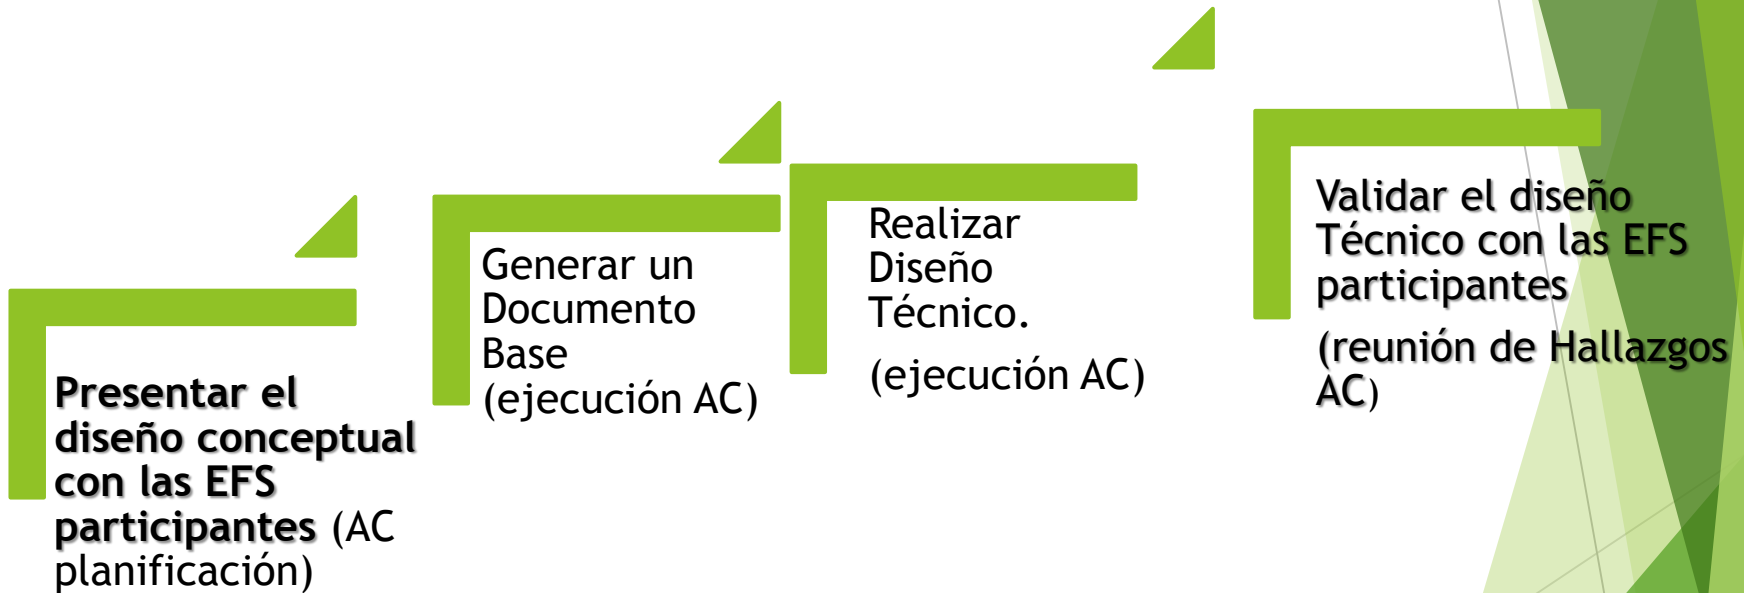 Presentar el
diseño conceptual
con las EFS
participantes (AC
planificación)
Generar un
Documento
Base
(ejecución AC)
Realizar
Diseño
Técnico.
(ejecución AC)
Validar el diseño
Técnico con las EFS
participantes
(reunión de Hallazgos
AC)